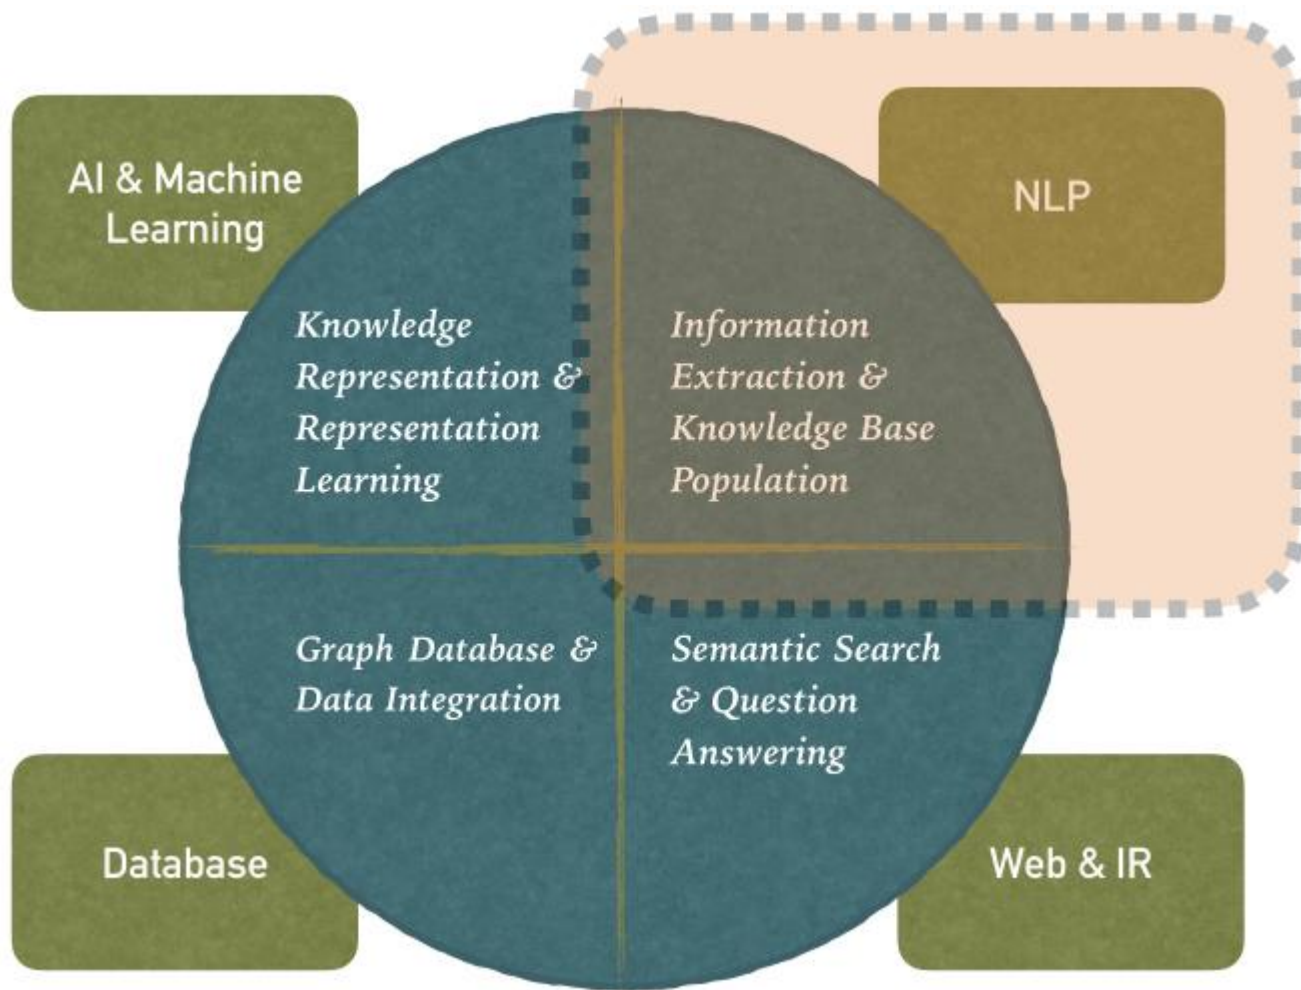 AI & Machine
Learning
NLP
Knowledge
Representation &
Representation
Learning
Information
Extraction &
Knowledge Base
Population
Graph Database &
Data Integration
Semantic Search
& Question
Answering
Database
Web & IR